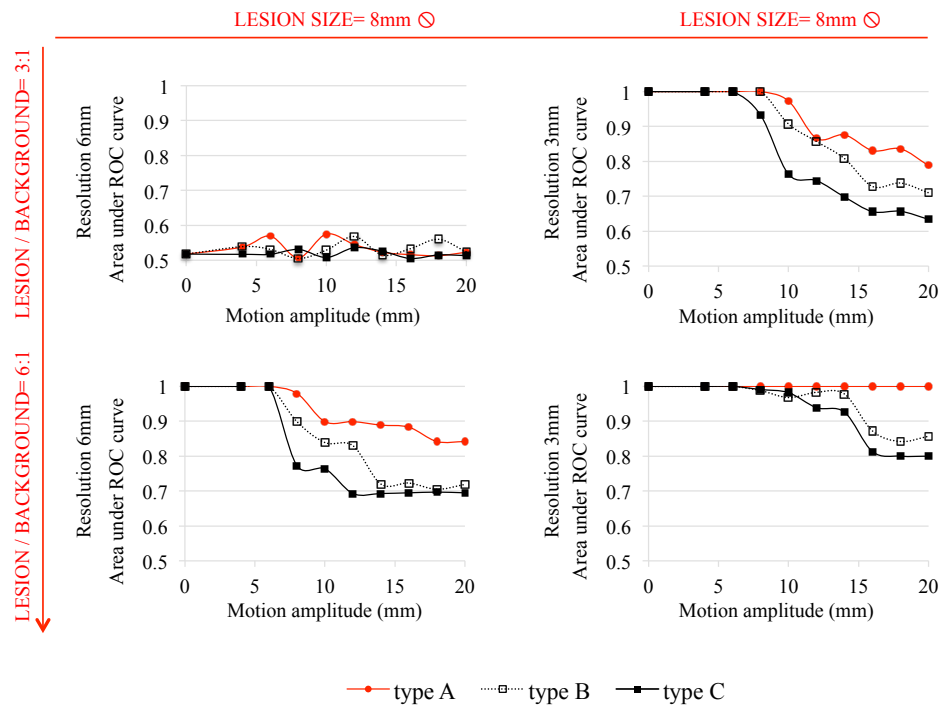 LESION SIZE= 8mm
LESION SIZE= 8mm
LESION / BACKGROUND= 3:1
Resolution 6mm
Area under ROC curve
1
0.9
0.8
0.7
0.6
0.5
0 5 10 15 20
Motion amplitude (mm)
Resolution 3mm
Area under ROC curve
1
0.9
0.8
0.7
0.6
0.5
0 5 10 15 20
Motion amplitude (mm)
LESION / BACKGROUND= 6:1
Resolution 6mm
Area under ROC curve
1
0.9
0.8
0.7
0.6
0.5
0 5 10 15 20
Motion amplitude (mm)
Resolution 3mm
Area under ROC curve
1
0.9
0.8
0.7
0.6
0.5
0 5 10 15 20
Motion amplitude (mm)
type A type B type C